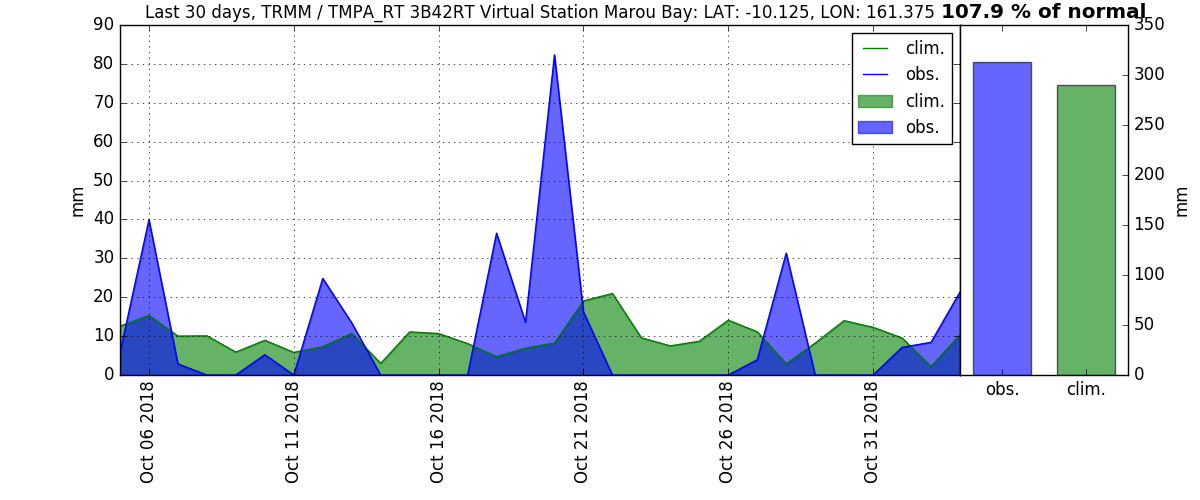 Last 30 days, TRMM / TMPA_RT 3B42RT Virtual Station Marou Bay: LAT: -10.125, LON: 161.375 107.9 % of normal
90
80
70
60
50
40
30
20
10
0
mm
clim.
obs.
clim.
obs.
350
300
250
200
150
100
50
0
mm
obs.
clim.
Oct 06 2018
Oct 11 2018
Oct 16 2018
Oct 21 2018
Oct 26 2018
Oct 31 2018